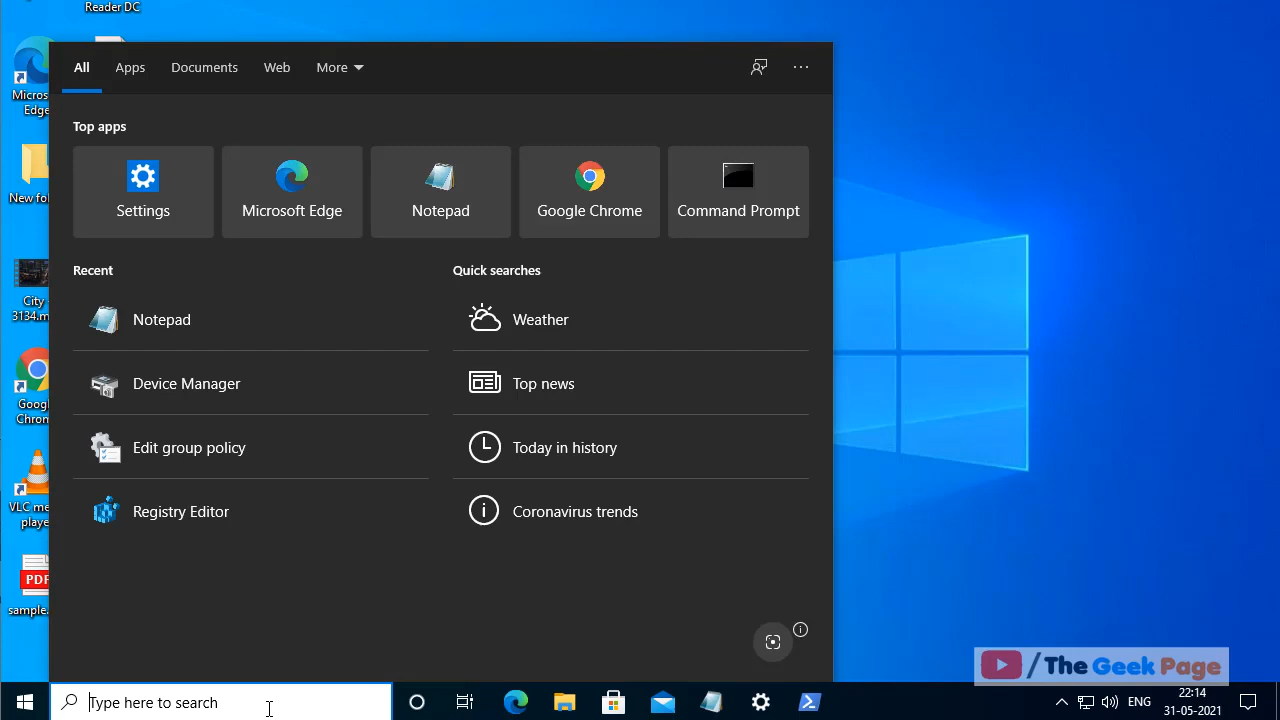 Reader DC
All
Apps
Documents
Web
More
Top apps
Settings
Microsoft Edge
Notepad
Google Chrome
Command Prompt
Recent
Quick searches
Notepad
Weather
Device Manager
Top news
Edit group policy
Today in history
Registry Editor
Coronavirus trends
Micros
Edge
New fol
City -
3134.m
Goog
Chrom
VLC me
playe
PDF
sample.
/The Geek Page
Type here to search
ENG
22:14
31-05-2021